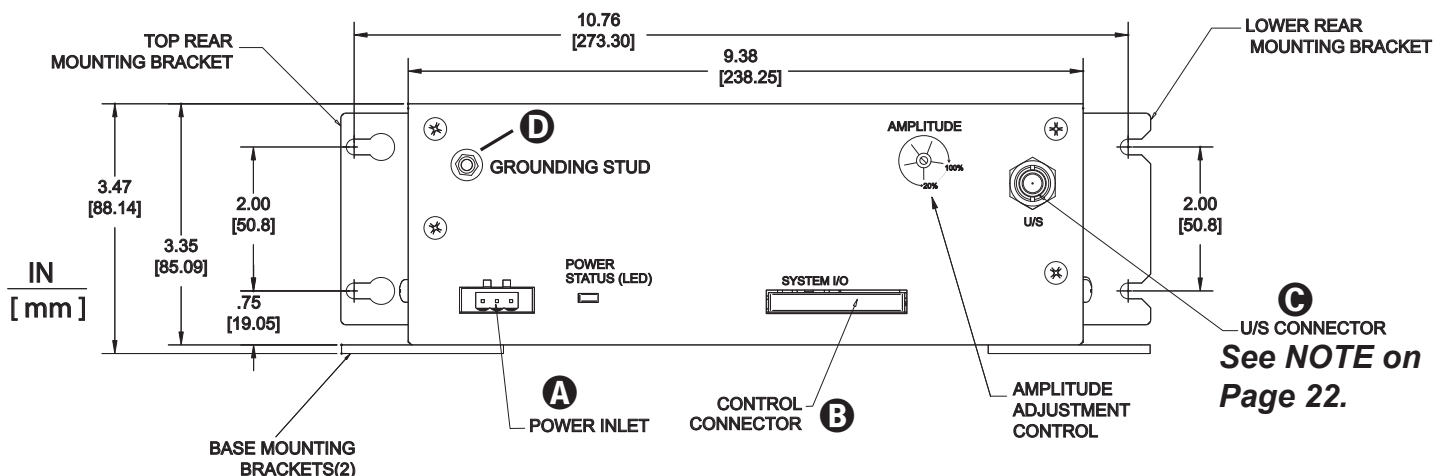 10.76
[273.30]
9.38
[238.25]
TOP REAR
MOUNTING BRACKET
LOWER REAR
MOUNTING BRACKET
D
GROUNDING STUD
AMPLITUDE
100%
20%
U/S
3.47
[88.14]
3.35
[85.09]
2.00
[50.8]
2.00
[50.8]
.75
[19.05]
IN
[mm]
POWER
STATUS (LED)
SYSTEM I/O
C
U/S CONNECTOR
See NOTE on
Page 22.
A
POWER INLET
CONTROL
CONNECTOR
B
AMPLITUDE
ADJUSTMENT
CONTROL
BASE MOUNTING
BRACKETS(2)